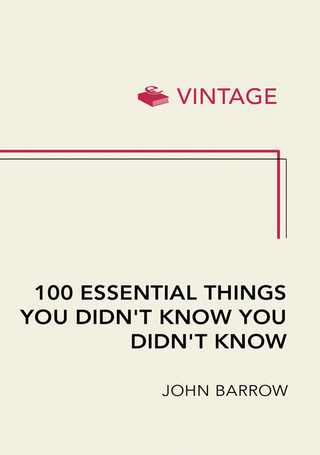 VINTAGE
100 ESSENTIAL THINGS
YOU DIDN'T KNOW YOU
DIDN'T KNOW
JOHN BARROW